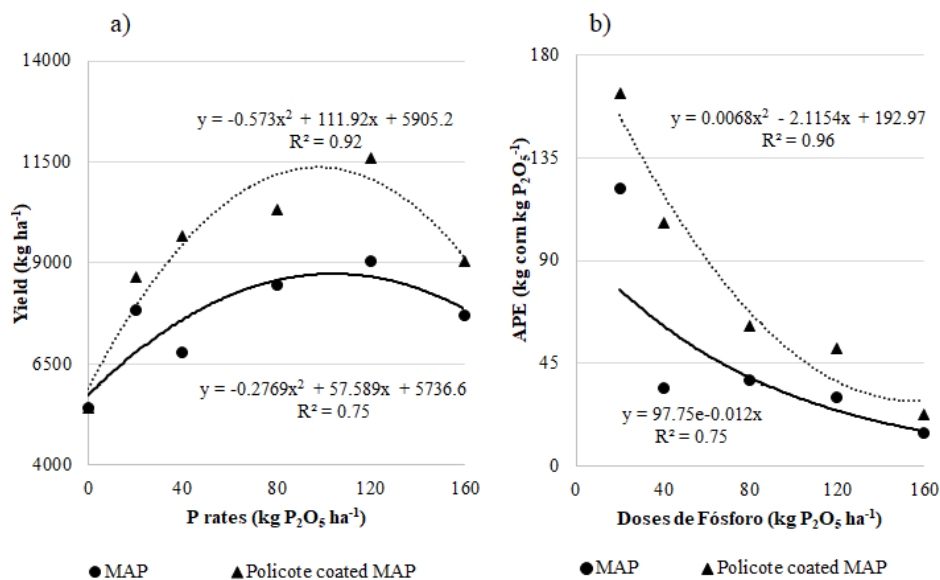 a)
14000
11500
9000
6500
4000
Yield (kg ha⁻¹)
y = -0.573x² + 111.92x + 5905.2
R² = 0.92
y = -0.2769x² + 57.589x + 5736.6
R² = 0.75
0 40 80 120 160
P rates (kg P₂O₅ ha⁻¹)
MAP Policote coated MAP
b)
180
135
90
45
0
APE (kg corn kg P₂O₅⁻¹)
y = 0.0068x² - 2.1154x + 192.97
R² = 0.96
y = 97.75e-0.012x
R² = 0.75
0 40 80 120 160
Doses de Fósforo (kg P₂O₅ ha⁻¹)
MAP Policote coated MAP